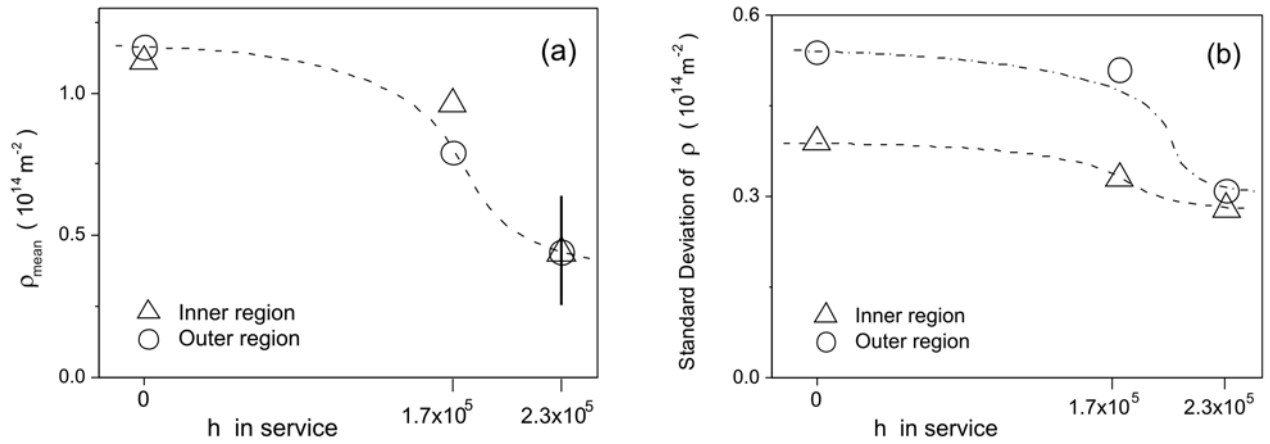 (a)
1.0
0.5
0.0
ρmean ( 10¹⁴ m⁻² )
Inner region
Outer region
0
1.7x10⁵
2.3x10⁵
h in service
(b)
0.6
0.3
0.0
Standard Deviation of ρ ( 10¹⁴ m⁻² )
Inner region
Outer region
0
1.7x10⁵
2.3x10⁵
h in service